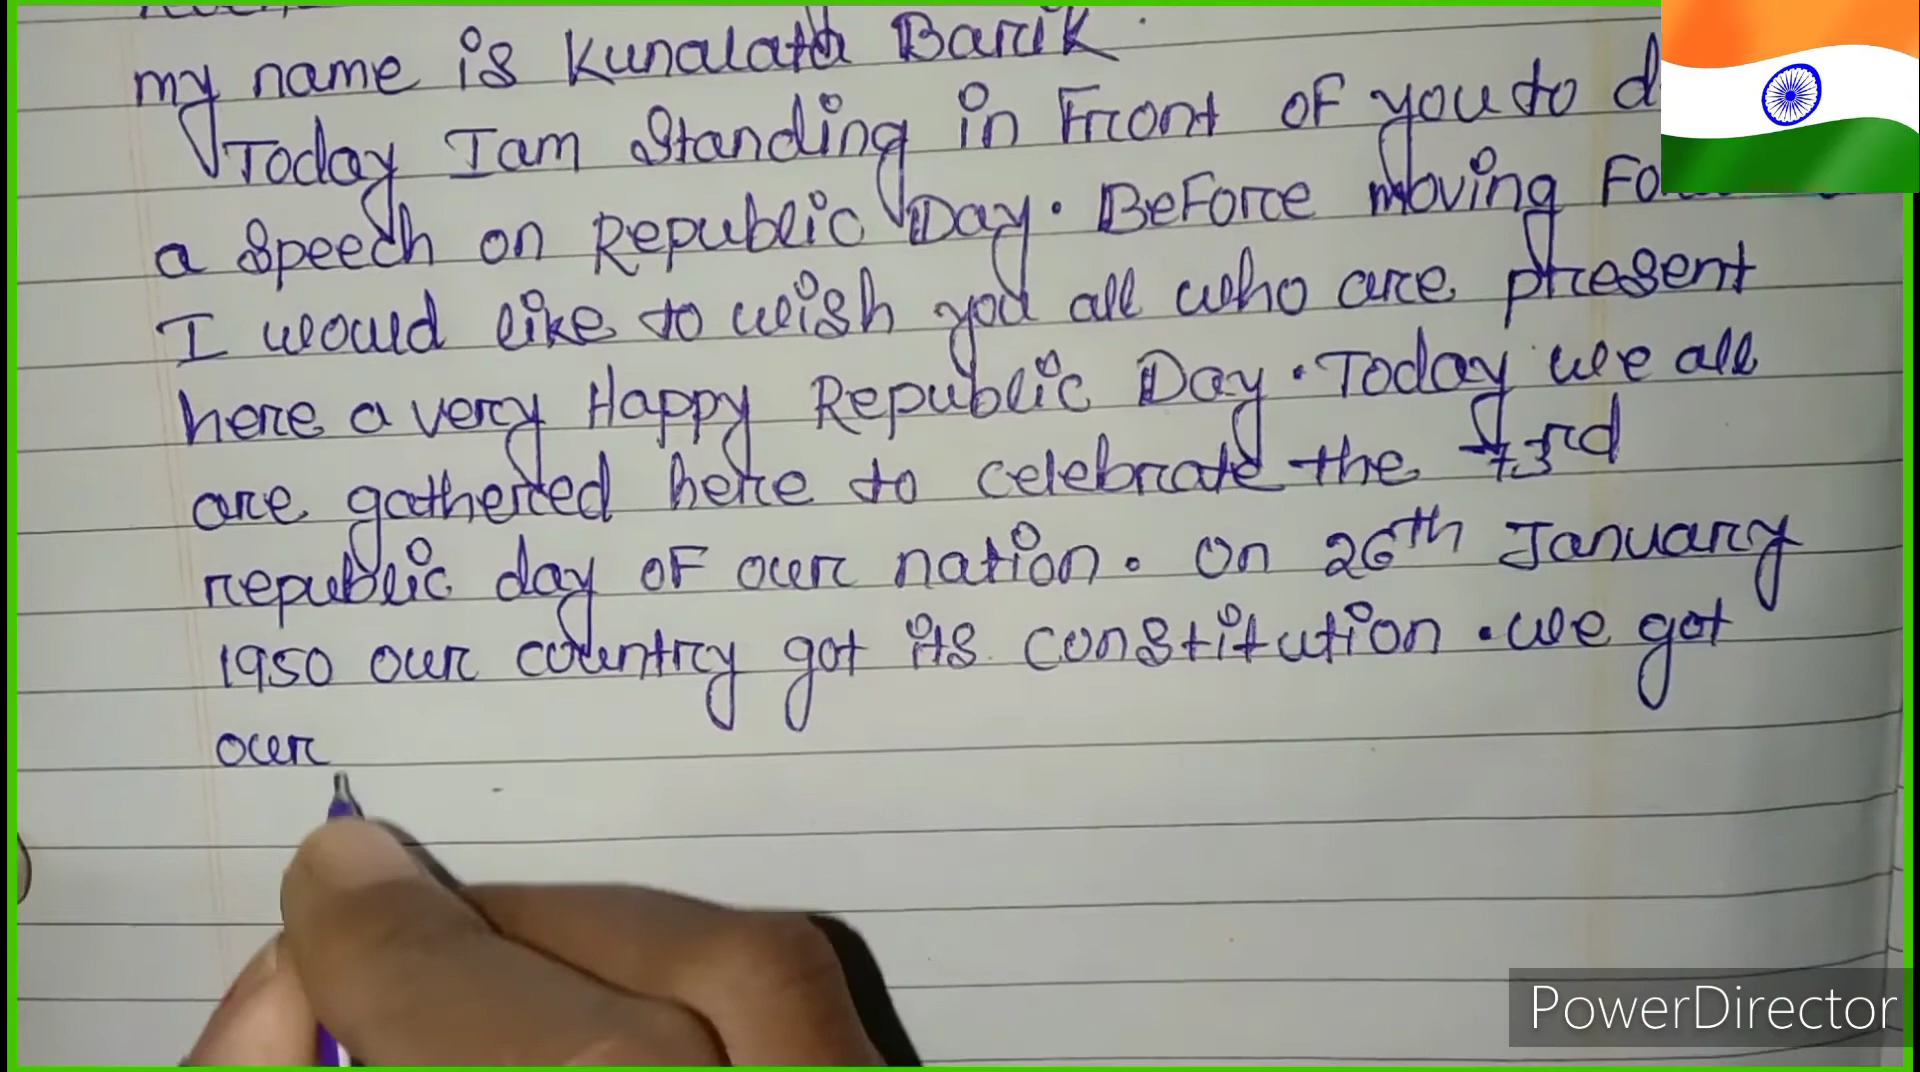 my name is Kunalata Barik.
Today I am standing in Front of you to
a speech on Republic Day. Before moving
I would like to wish you all who are present
here a very Happy Republic Day. Today we all
are gathered here to celebrate the 73rd
republic day of our nation. On 26th January
1950 our country got its constitution. we got
our
PowerDirector